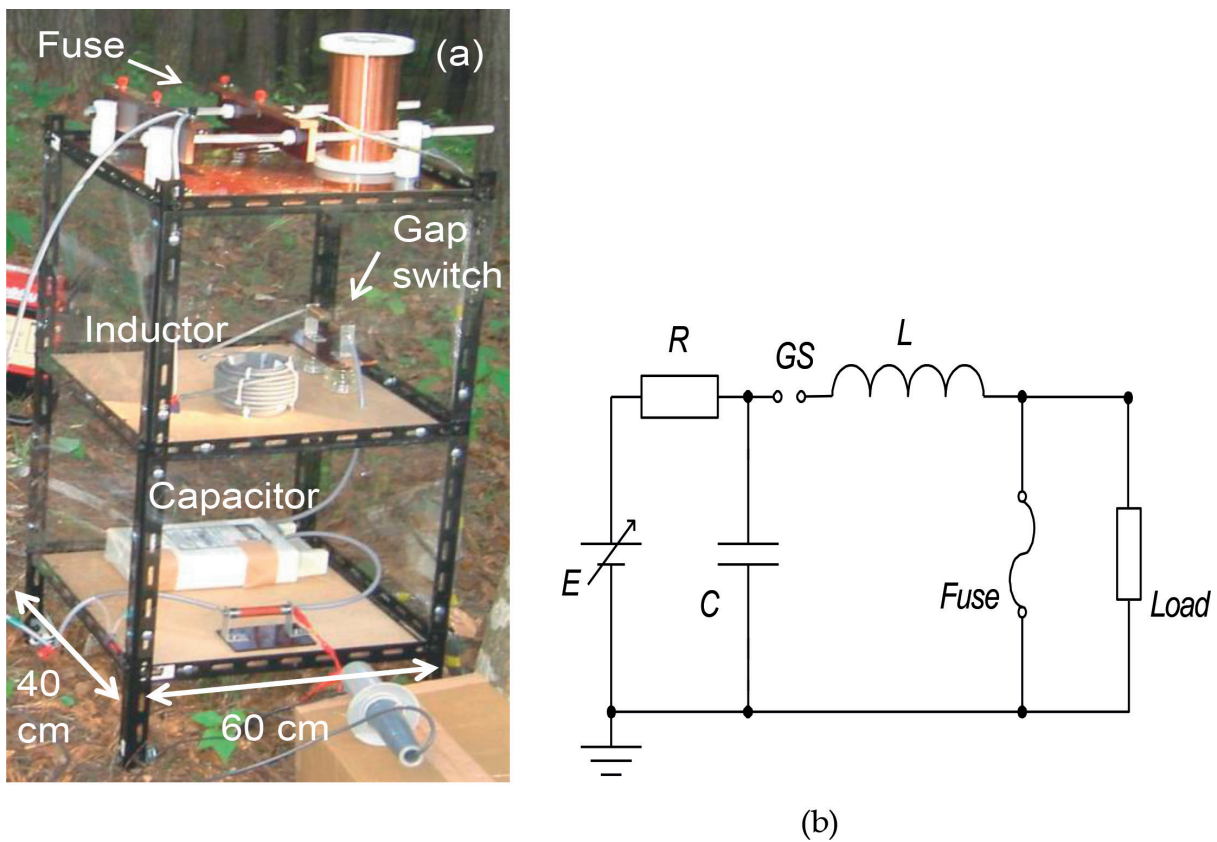 Fuse
(a)
Gap
switch
Inductor
Capacitor
40
cm
60 cm
R
GS
L
E
C
Fuse
Load
(b)